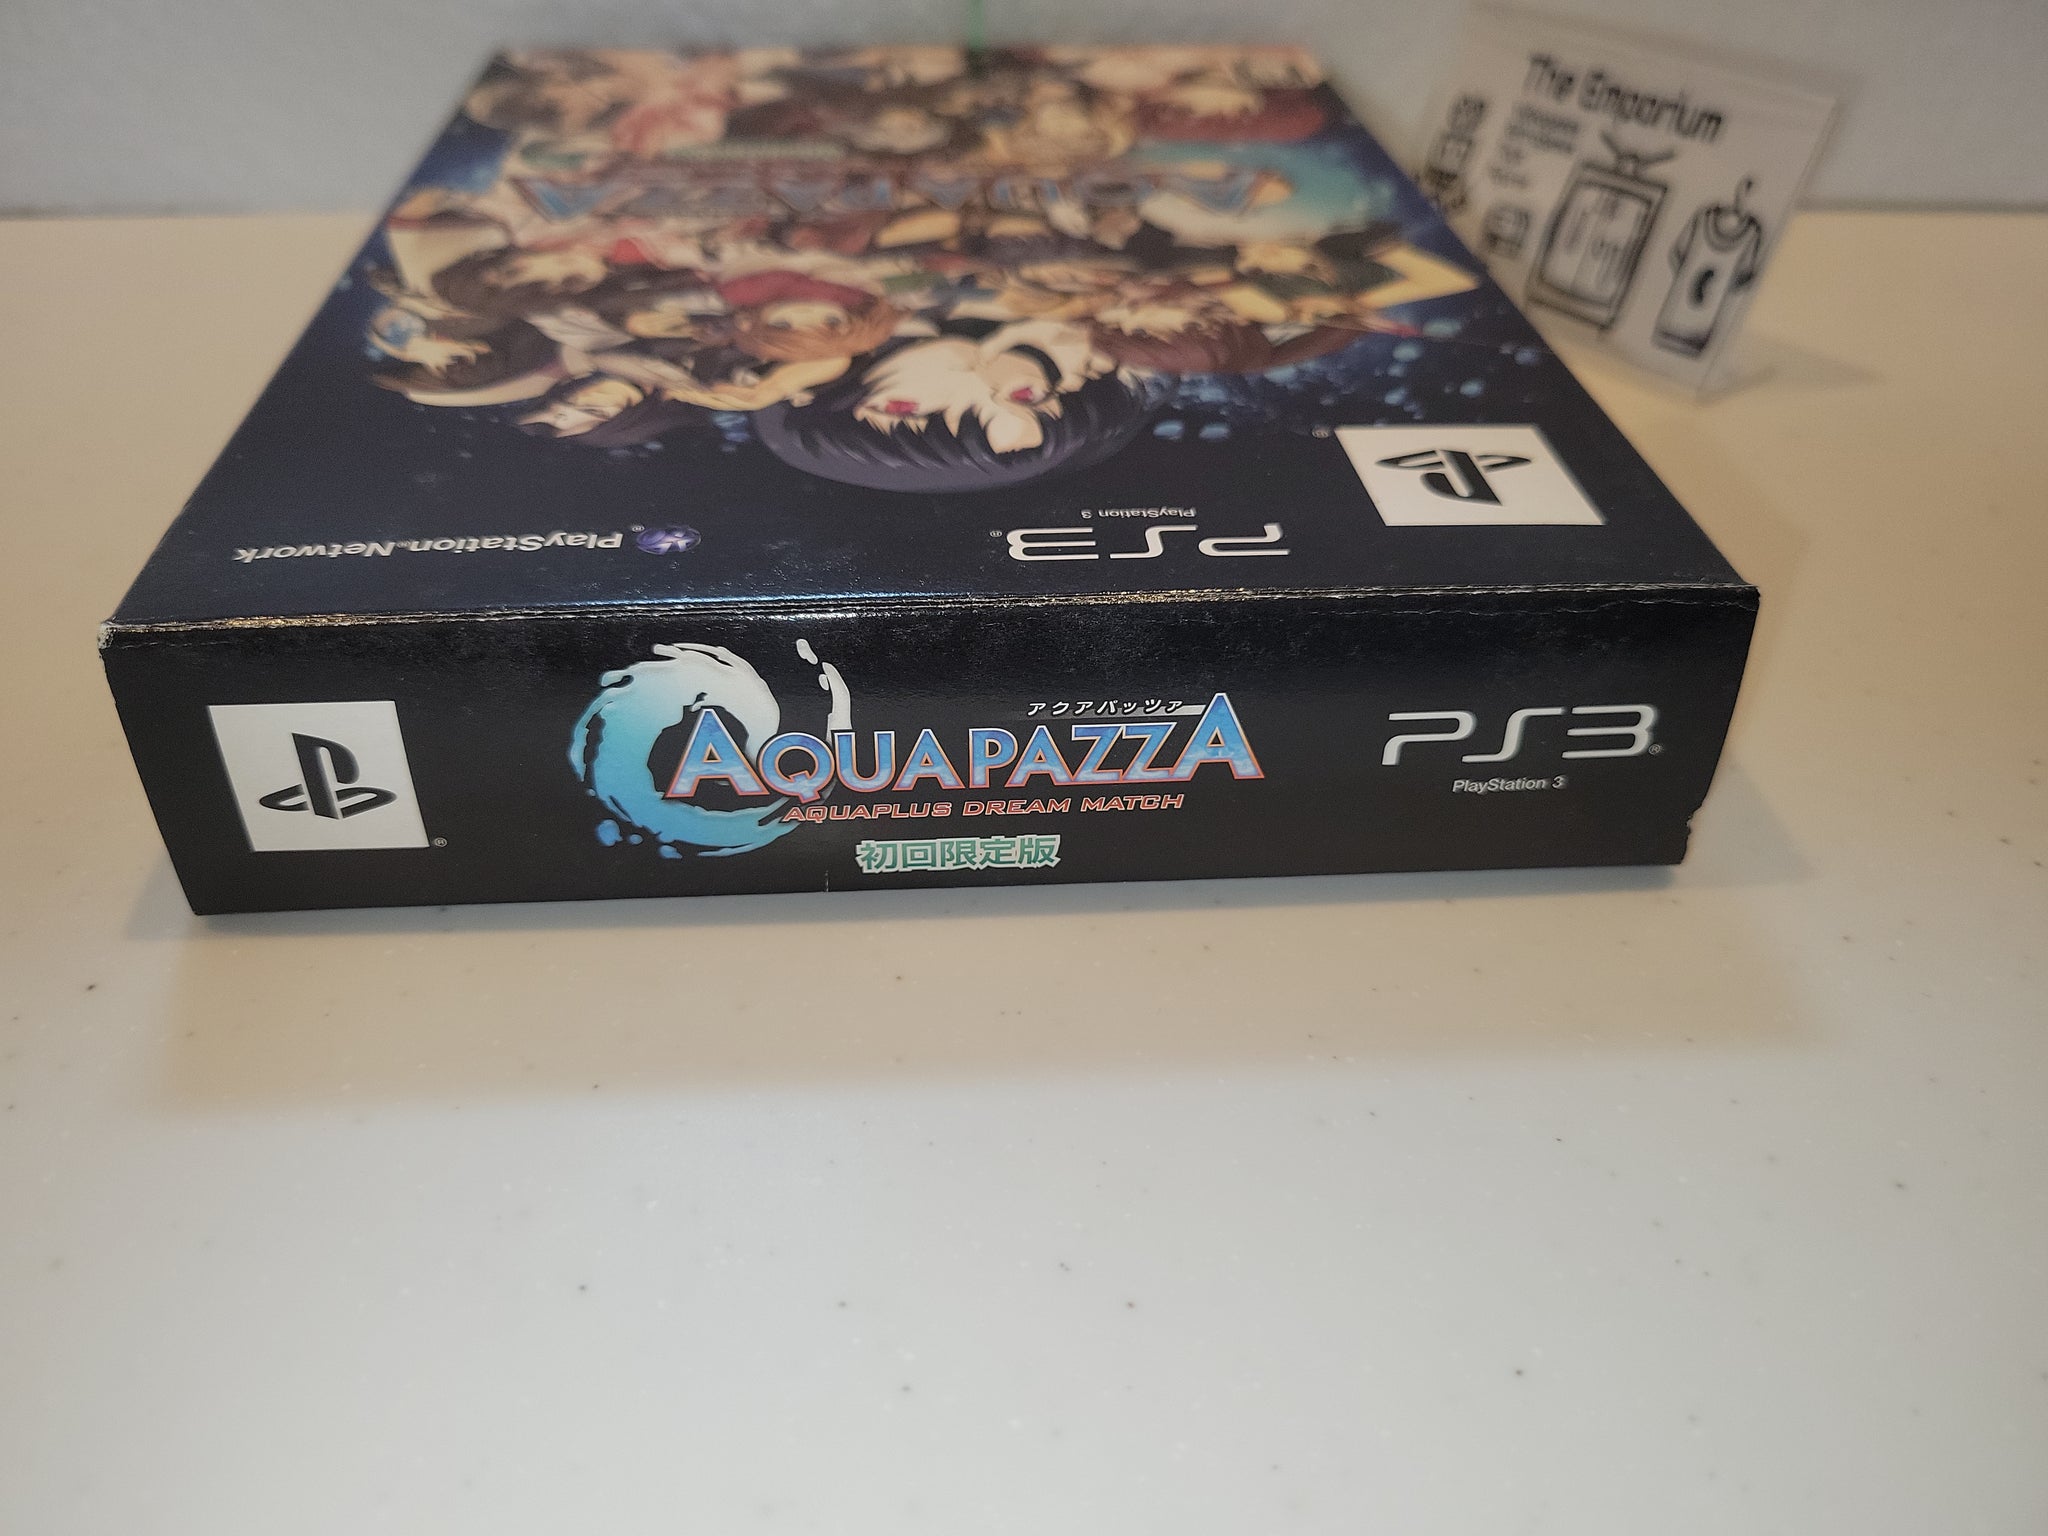 The Emporium
AQUAPAZZA
PlayStation®Network
PS3®
PlayStation 3
アクアパッツァ
AQUAPAZZA
AQUAPLUS DREAM MATCH
初回限定版
PS3®
PlayStation 3